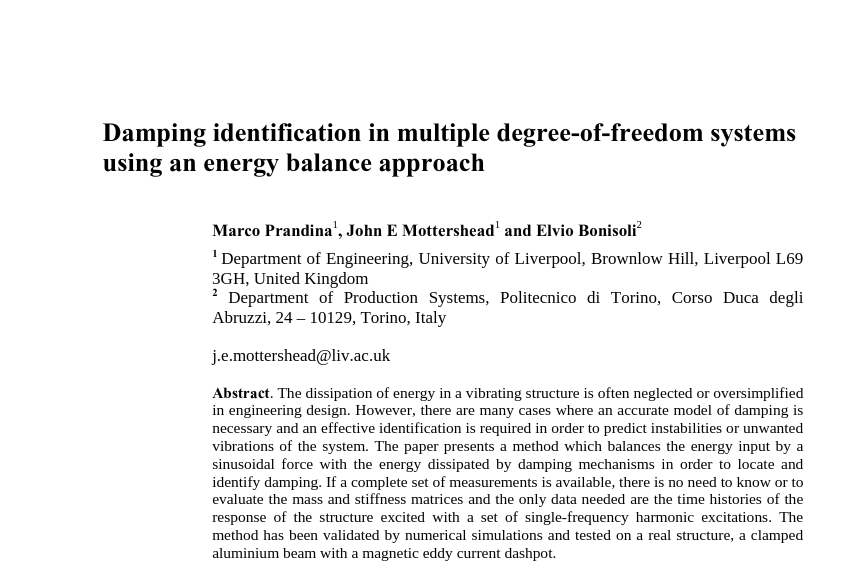 Damping identification in multiple degree-of-freedom systems
using an energy balance approach
Marco Prandina1, John E Mottershead1 and Elvio Bonisoli2
1 Department of Engineering, University of Liverpool, Brownlow Hill, Liverpool L69
3GH, United Kingdom
2 Department of Production Systems, Politecnico di Torino, Corso Duca degli
Abruzzi, 24 – 10129, Torino, Italy
j.e.mottershead@liv.ac.uk
Abstract. The dissipation of energy in a vibrating structure is often neglected or oversimplified
in engineering design. However, there are many cases where an accurate model of damping is
necessary and an effective identification is required in order to predict instabilities or unwanted
vibrations of the system. The paper presents a method which balances the energy input by a
sinusoidal force with the energy dissipated by damping mechanisms in order to locate and
identify damping. If a complete set of measurements is available, there is no need to know or to
evaluate the mass and stiffness matrices and the only data needed are the time histories of the
response of the structure excited with a set of single-frequency harmonic excitations. The
method has been validated by numerical simulations and tested on a real structure, a clamped
aluminium beam with a magnetic eddy current dashpot.